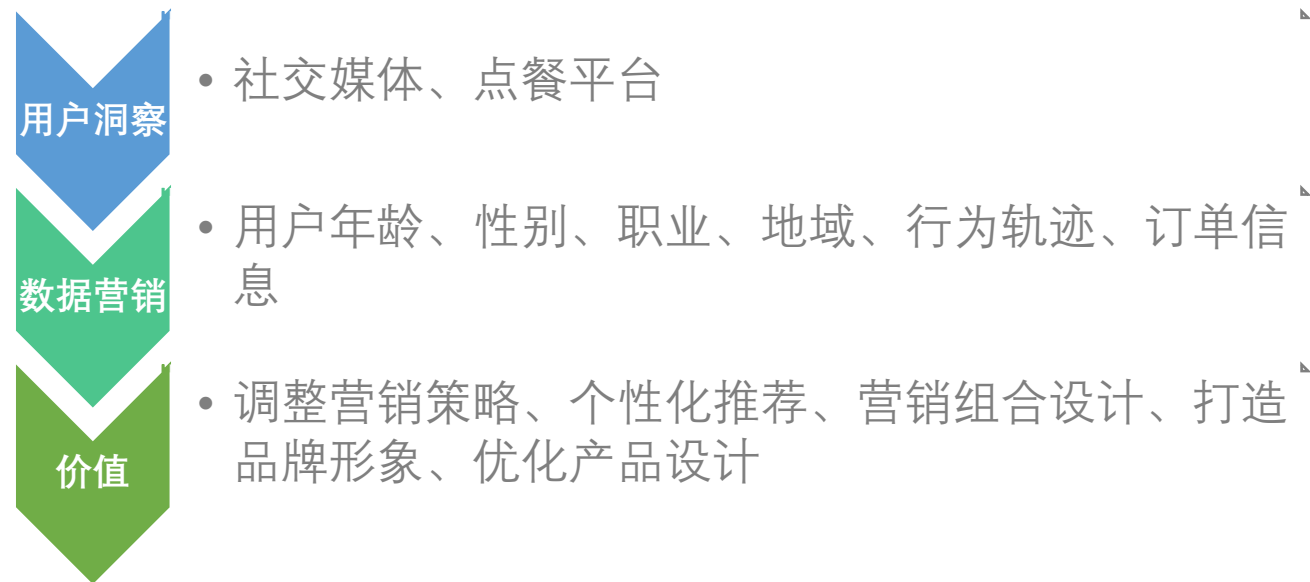 用户洞察
• 社交媒体、点餐平台
数据营销
• 用户年龄、性别、职业、地域、行为轨迹、订单信
息
价值
• 调整营销策略、个性化推荐、营销组合设计、打造
品牌形象、优化产品设计